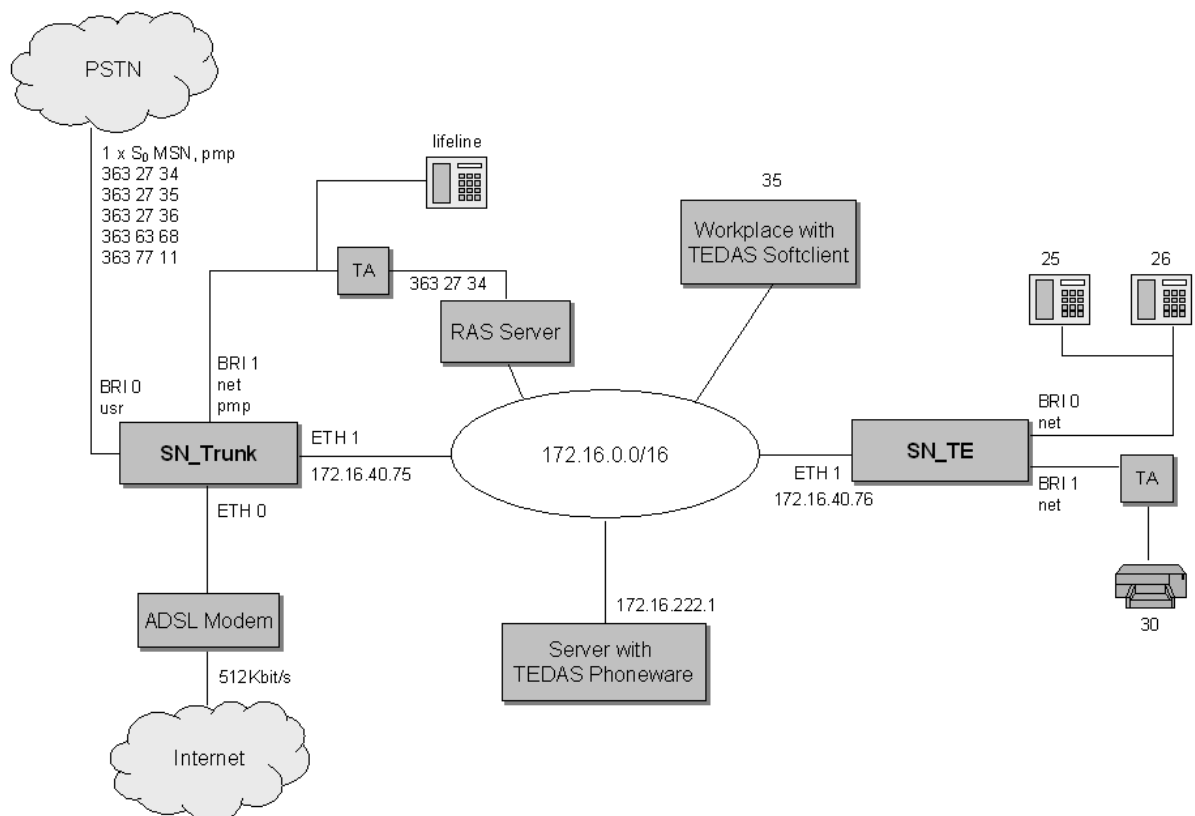 PSTN
1 x S₀ MSN, pmp
363 27 34
363 27 35
363 27 36
363 63 68
363 77 11
lifeline
TA
363 27 34
RAS Server
35
Workplace with
TEDAS Softclient
25
26
BRI 0
usr
BRI 1
net
pmp
SN_Trunk
ETH 1
172.16.40.75
172.16.0.0/16
ETH 1
172.16.40.76
SN_TE
BRI 0
net
BRI 1
net
TA
30
ETH 0
ADSL Modem
512Kbit/s
Internet
172.16.222.1
Server with
TEDAS Phoneware